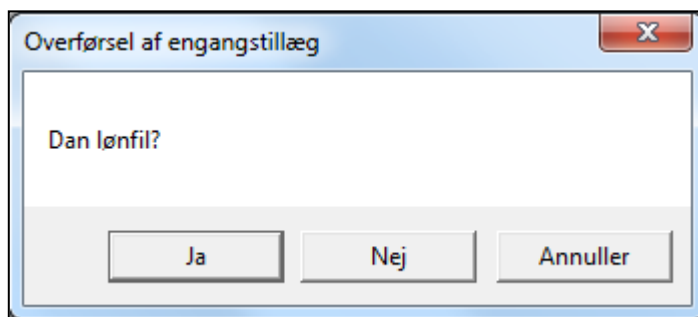 Overførsel af engangstillæg
Dan lønfil?
Ja
Nej
Annuller